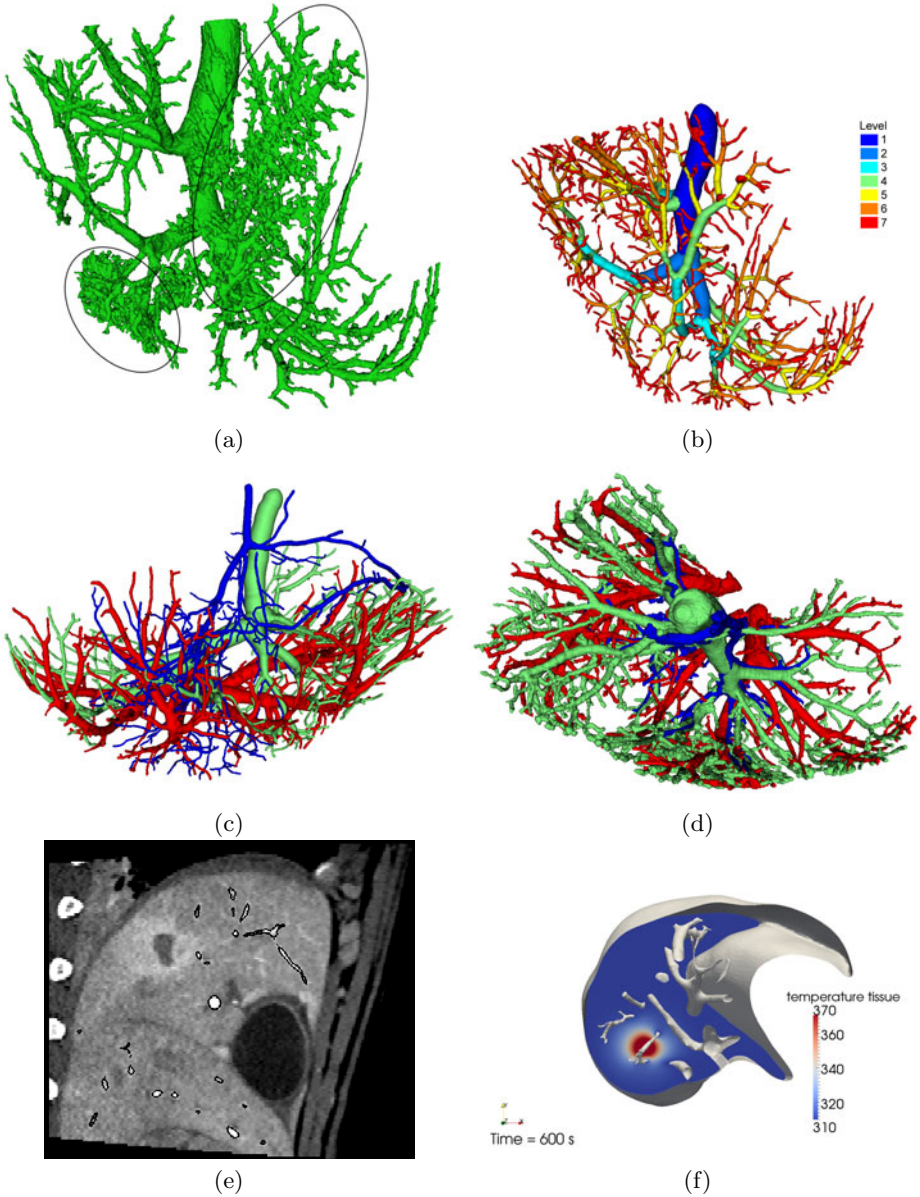 (a)
Level
1
2
3
4
5
6
7
(b)
(c)
(d)
(e)
temperature tissue
370
360
340
320
310
Time = 600 s
(f)